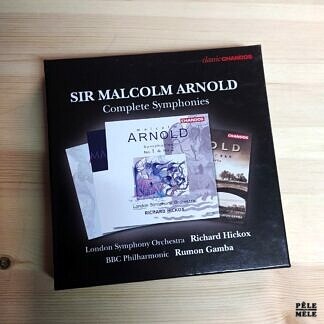 classicCHANDOS
SIR MALCOLM ARNOLD
Complete Symphonies
CHANDOS
CHANDOS
ARNOLD
London Symphony Orchestra
RICHARD HICKOX
London Symphony Orchestra Richard Hickox
BBC Philharmonic Rumon Gamba
PÊLE
MÊLE